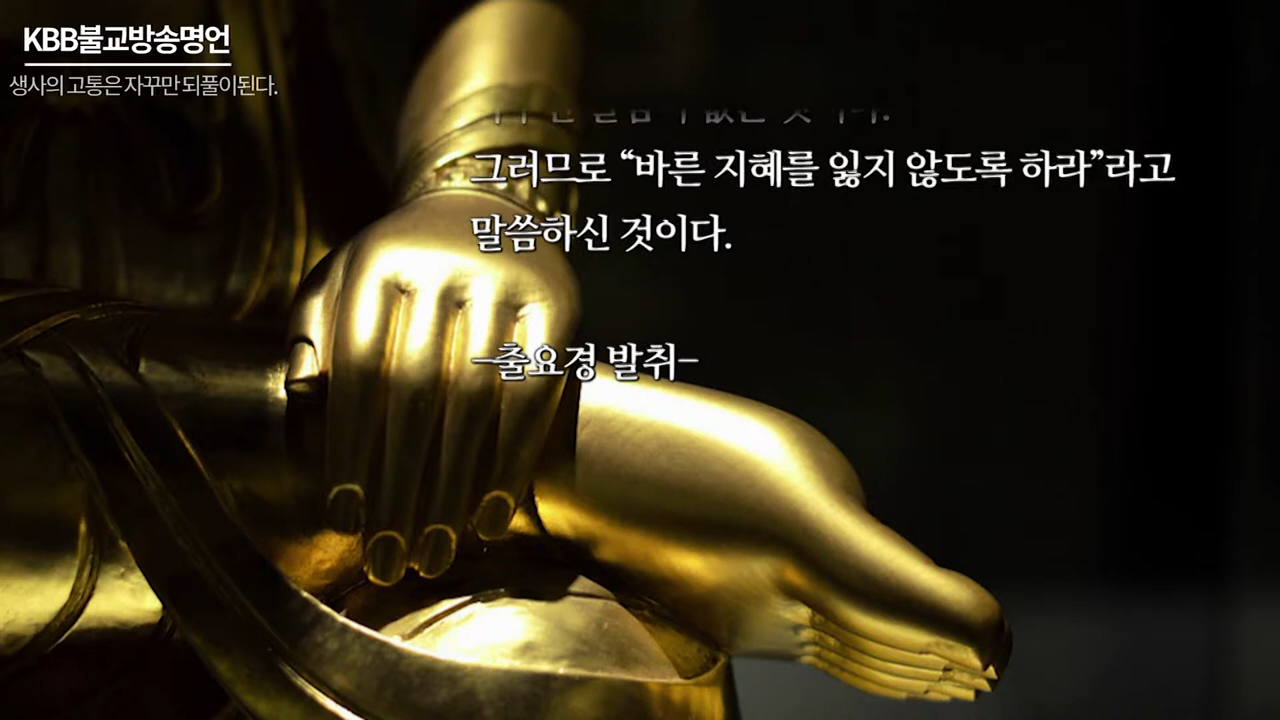 KBB불교방송명언
생사의 고통은 자꾸만 되풀이된다.
그러므로 “바른 지혜를 잃지 않도록 하라”라고
말씀하신 것이다.
-출요경 발취-